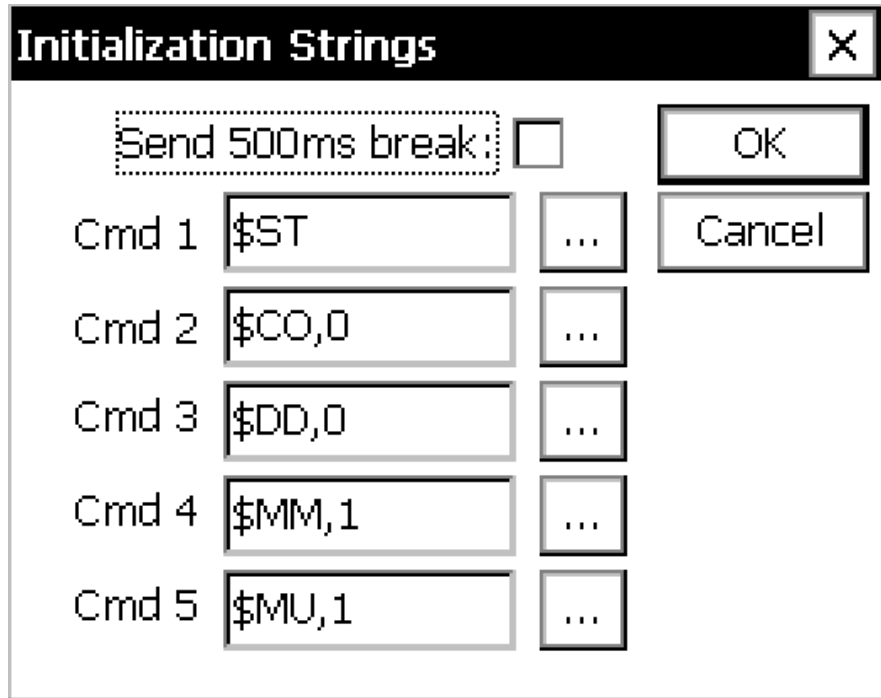 Initialization Strings
Send 500ms break: OK
Cmd 1 $ST ... Cancel
Cmd 2 $CO,0 ...
Cmd 3 $DD,0 ...
Cmd 4 $MM,1 ...
Cmd 5 $MU,1 ...